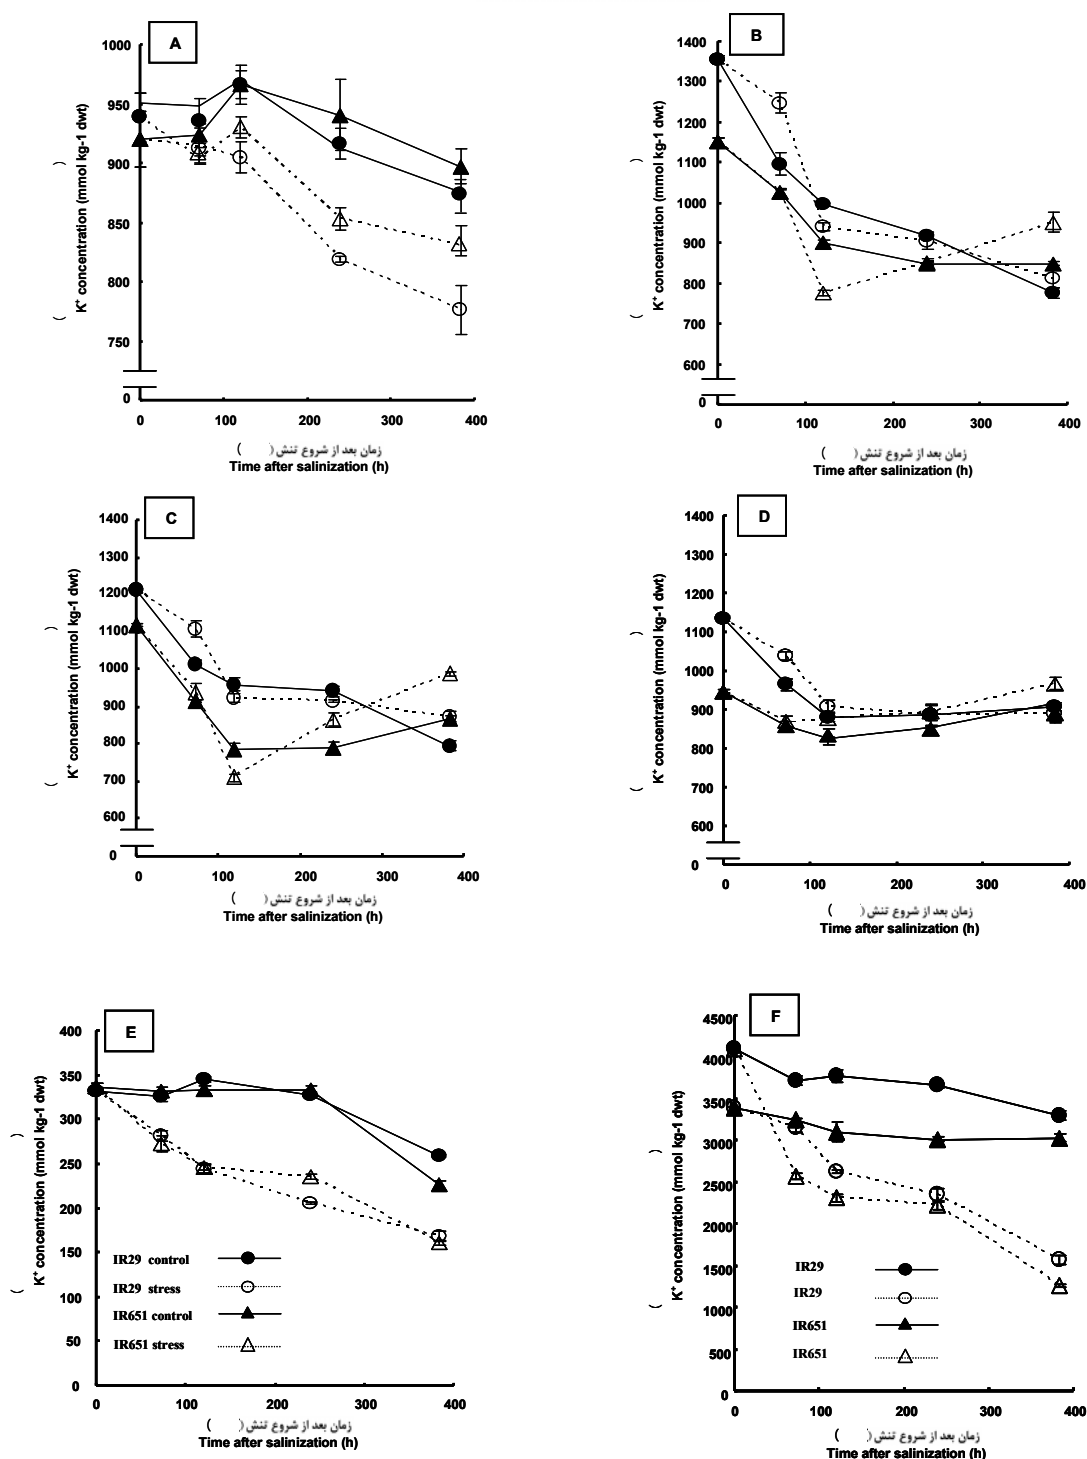 A
K+ concentration (mmol kg-1 dwt)
( )
1000
950
900
850
800
750
0
0 100 200 300 400
زمان بعد از شروع تنش ( )
Time after salinization (h)
B
K+ concentration (mmol kg-1 dwt)
( )
1400
1300
1200
1100
1000
900
800
700
600
0
0 100 200 300 400
زمان بعد از شروع تنش ( )
Time after salinization (h)
C
K+ concentration (mmol kg-1 dwt)
( )
1400
1300
1200
1100
1000
900
800
700
600
0
0 100 200 300 400
زمان بعد از شروع تنش ( )
Time after salinization (h)
D
K+ concentration (mmol kg-1 dwt)
( )
1400
1300
1200
1100
1000
900
800
700
600
0
0 100 200 300 400
زمان بعد از شروع تنش ( )
Time after salinization (h)
E
K+ concentration (mmol kg-1 dwt)
( )
400
350
300
250
200
150
100
50
0
IR29 control
IR29 stress
IR651 control
IR651 stress
0 100 200 300 400
زمان بعد از شروع تنش ( )
Time after salinization (h)
F
K+ concentration (mmol kg-1 dwt)
( )
4500
4000
3500
3000
2500
2000
1500
1000
500
0
IR29
IR29
IR651
IR651
0 100 200 300 400
زمان بعد از شروع تنش ( )
Time after salinization (h)